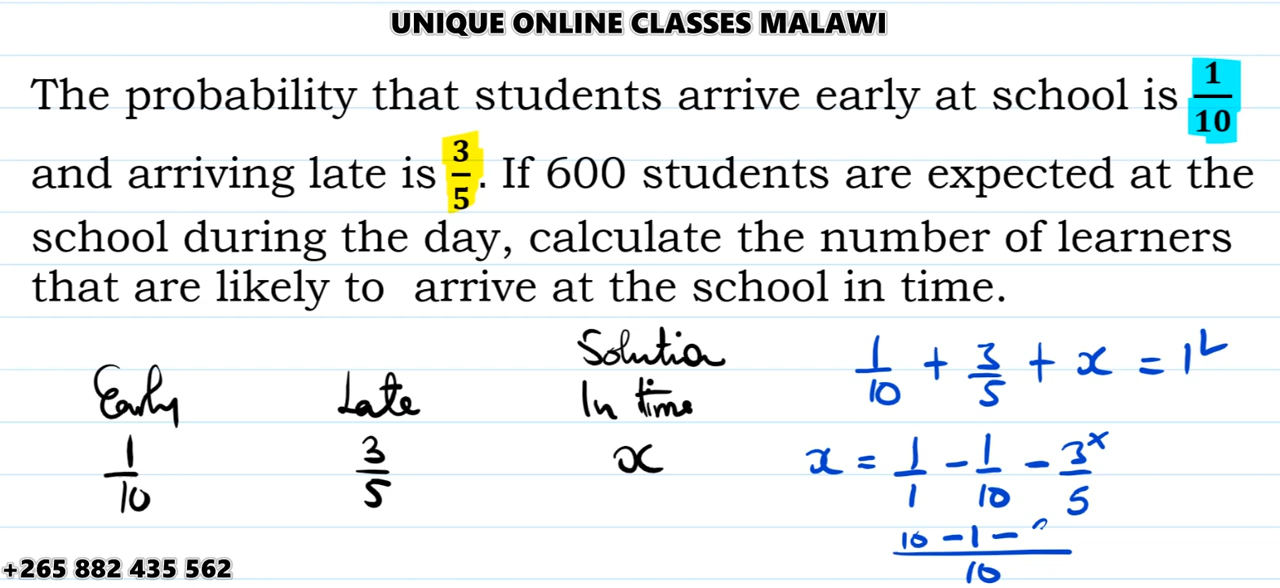 UNIQUE ONLINE CLASSES MALAWI
The probability that students arrive early at school is 1/10
and arriving late is 3/5. If 600 students are expected at the
school during the day, calculate the number of learners
that are likely to arrive at the school in time.
Solution
Early Late In time
1/10 3/5 x
1/10 + 3/5 + x = 1
x = 1/1 - 1/10 - 3/5
10 - 1 -
10
+265 882 435 562